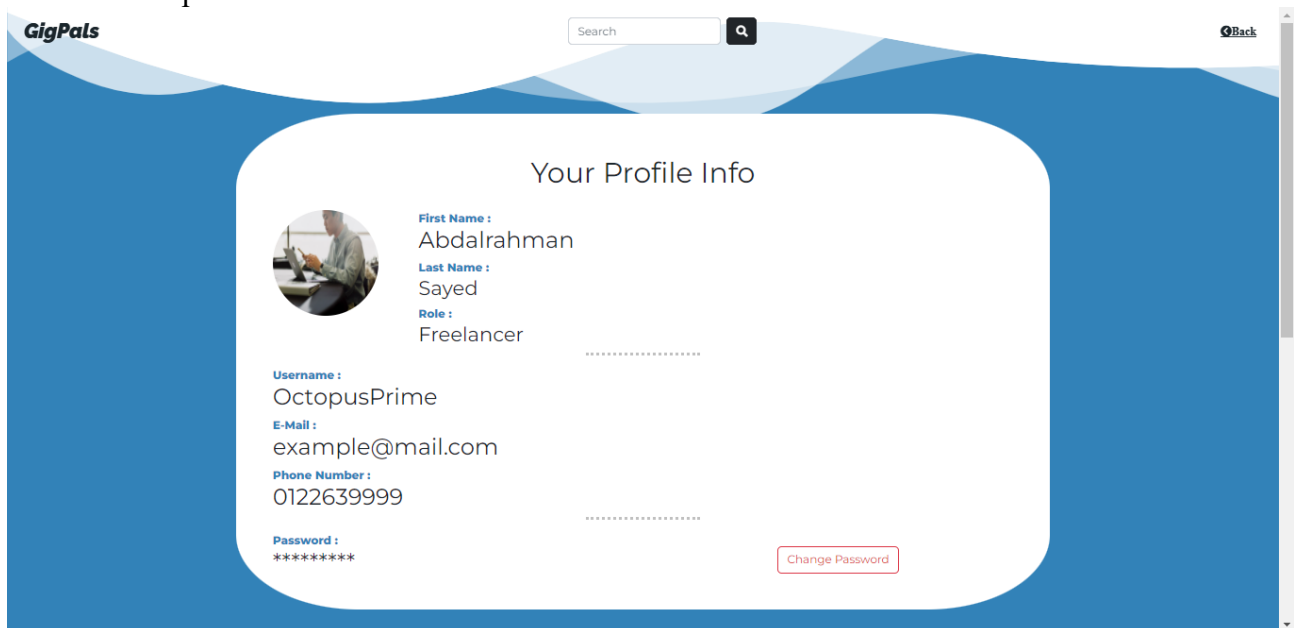 GigPals
Search
Back
Your Profile Info
First Name :
Abdalrahman
Last Name :
Sayed
Role :
Freelancer
Username :
OctopusPrime
E-Mail :
example@mail.com
Phone Number :
0122639999
Password :
*********
Change Password